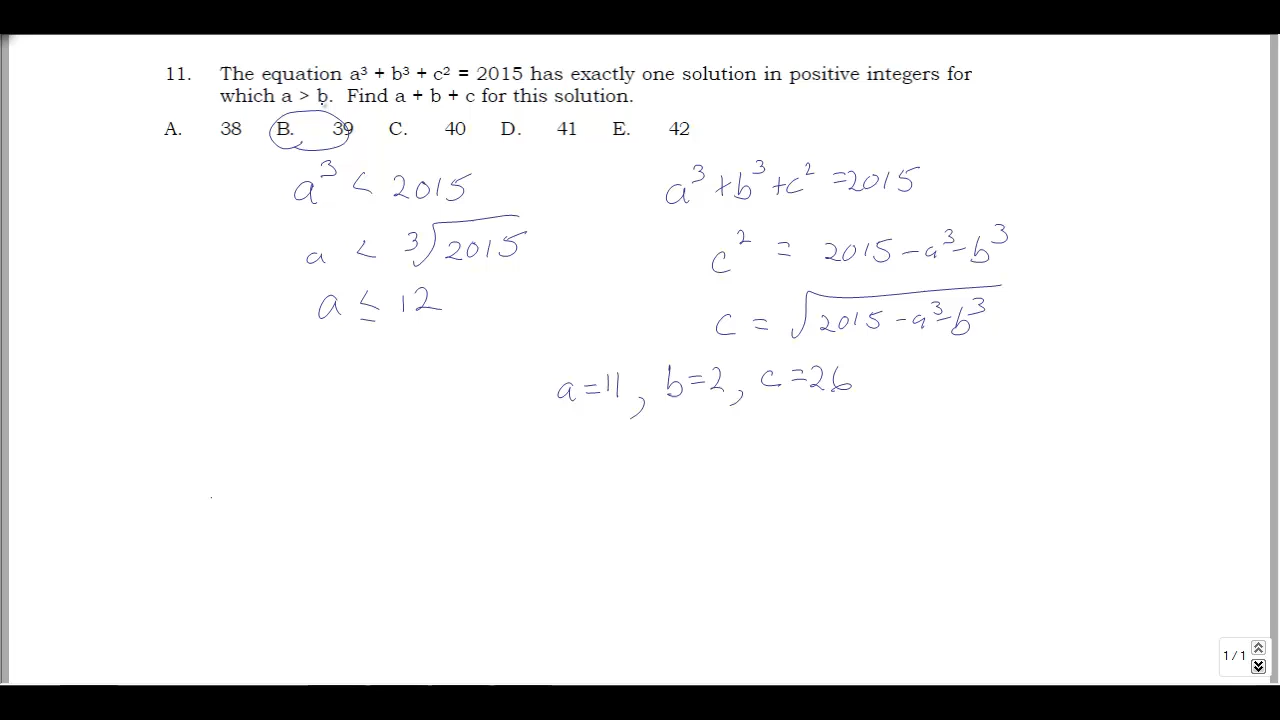 11. The equation a³ + b³ + c² = 2015 has exactly one solution in positive integers for
which a > b. Find a + b + c for this solution.
A. 38 B. 39 C. 40 D. 41 E. 42
a³ < 2015
a < ∛2015
a ≤ 12
a³ + b³ + c² = 2015
c² = 2015 - a³ - b³
c = √2015 - a³ - b³
a = 11, b = 2, c = 26
1 / 1